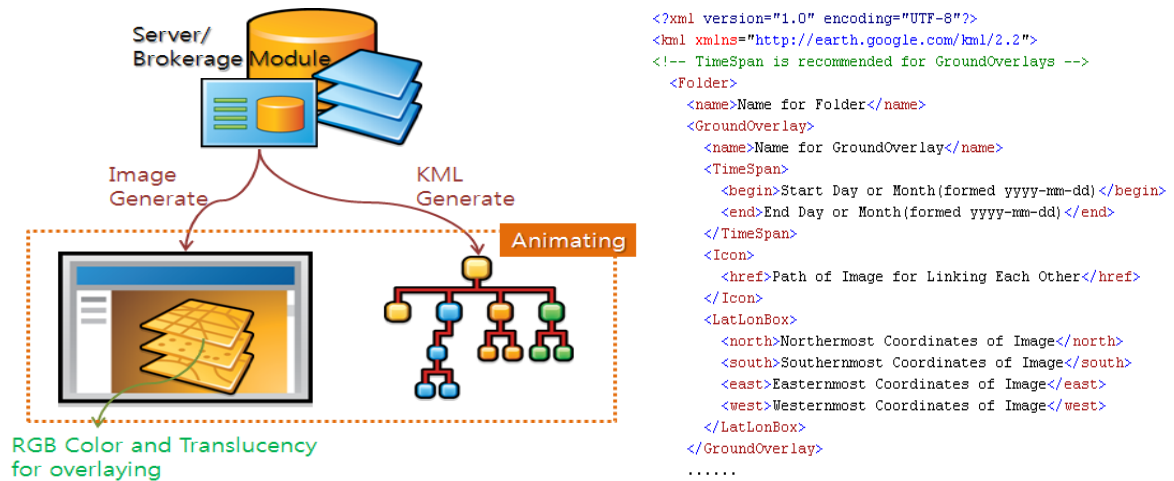 Server/
Brokerage Module
Image
Generate
KML
Generate
Animating
RGB Color and Translucency
for overlaying
<?xml version="1.0" encoding="UTF-8"?>
<kml xmlns="http://earth.google.com/kml/2.2">
<!-- TimeSpan is recommended for GroundOverlays -->
<Folder>
<name>Name for Folder</name>
<GroundOverlay>
<name>Name for GroundOverlay</name>
<TimeSpan>
<begin>Start Day or Month(formed yyyy-mm-dd)</begin>
<end>End Day or Month(formed yyyy-mm-dd)</end>
</TimeSpan>
<Icon>
<href>Path of Image for Linking Each Other</href>
</Icon>
<LatLonBox>
<north>Northermost Coordinates of Image</north>
<south>Southernmost Coordinates of Image</south>
<east>Easternmost Coordinates of Image</east>
<west>Westernmost Coordinates of Image</west>
</LatLonBox>
</GroundOverlay>
......